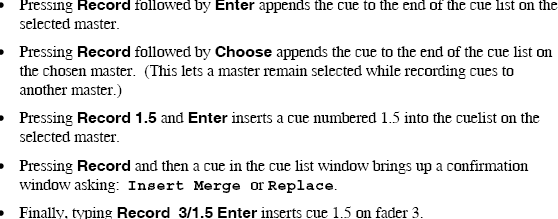 • Pressing Record followed by Enter appends the cue to the end of the cue list on the
selected master.
• Pressing Record followed by Choose appends the cue to the end of the cue list on
the chosen master. (This lets a master remain selected while recording cues to
another master.)
• Pressing Record 1.5 and Enter inserts a cue numbered 1.5 into the cuelist on the
selected master.
• Pressing Record and then a cue in the cue list window brings up a confirmation
window asking: Insert Merge or Replace.
• Finally, typing Record 3/1.5 Enter inserts cue 1.5 on fader 3.